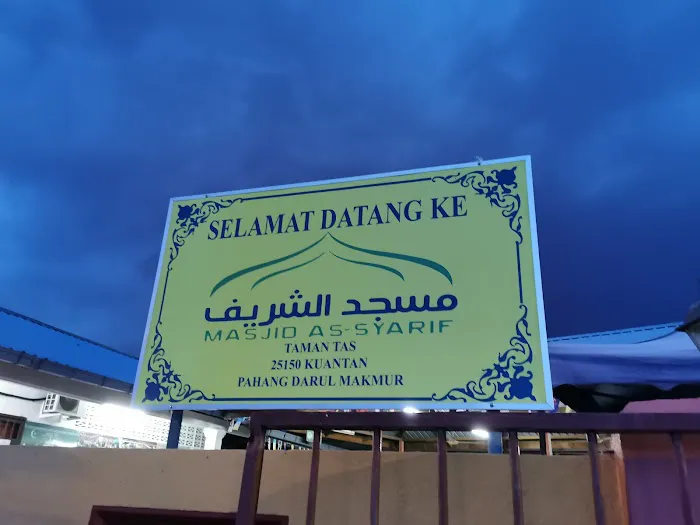 SELAMAT DATANG KE
مسجد الشريف
MASJID AS-SYARIF
TAMAN TAS
25150 KUANTAN
PAHANG DARUL MAKMUR